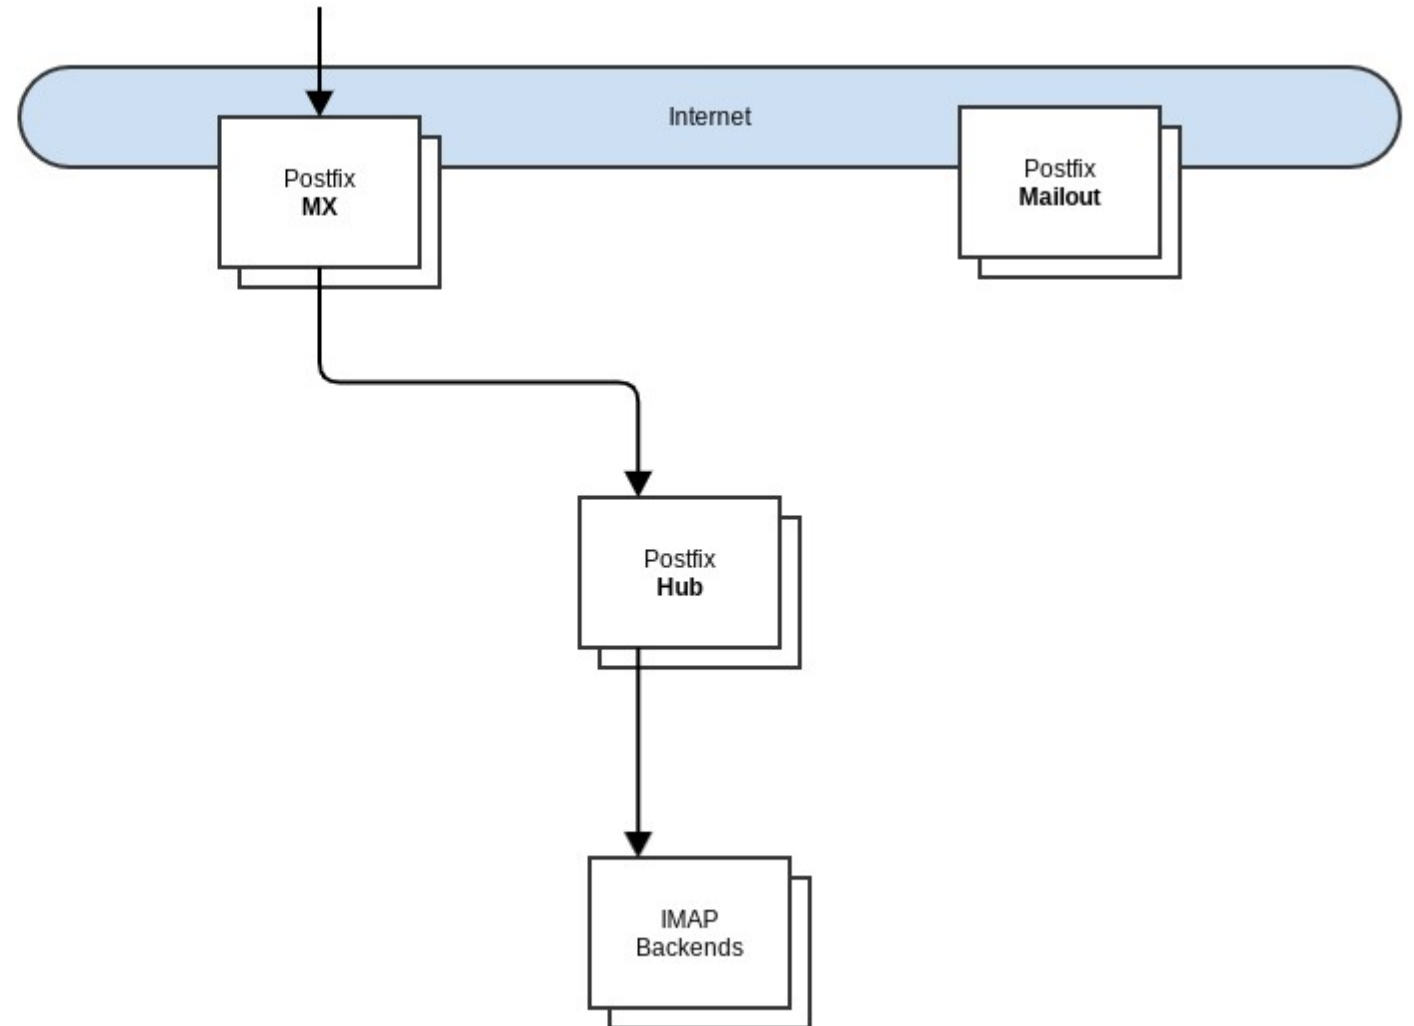 Internet
Postfix
MX
Postfix
Mailout
Postfix
Hub
IMAP
Backends